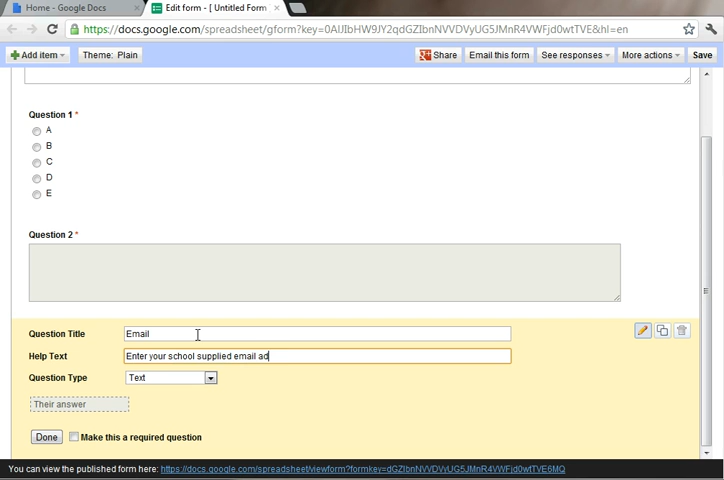 Home - Google Docs
Edit form - [ Untitled Form
https://docs.google.com/spreadsheet/gform?key=0AlJIbHW9JY2qdGZIbnNVVDVyUG5JMnR4VWFjd0wtTVE&hl=en
Add item
Theme: Plain
Share
Email this form
See responses
More actions
Save
Question 1 *
A
B
C
D
E
Question 2 *
Question Title
Email
Help Text
Enter your school supplied email ad
Question Type
Text
Their answer
Done
Make this a required question
You can view the published form here: https://docs.google.com/spreadsheet/viewform?formkey=dGZIbnNVVDVyUG5JMnR4VWFjd0wtTVE6MQ